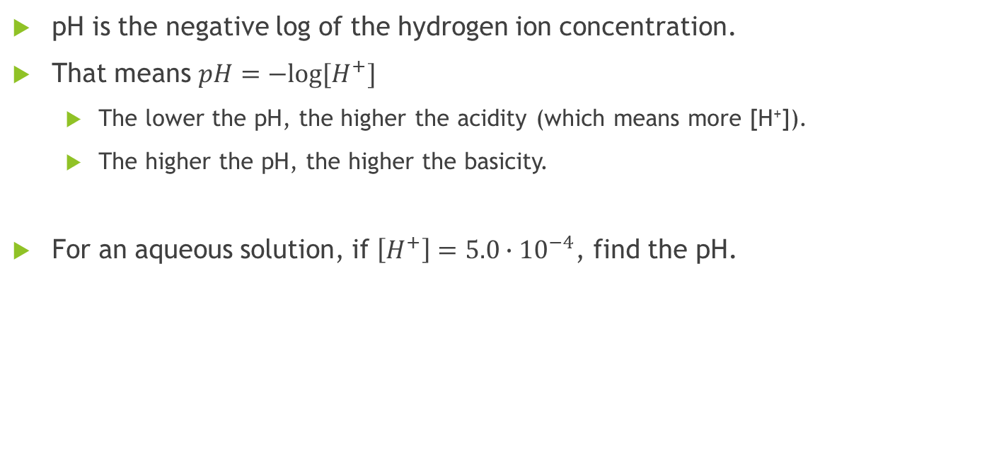 pH is the negative log of the hydrogen ion concentration.
That means pH = −log[H⁺]
The lower the pH, the higher the acidity (which means more [H⁺]).
The higher the pH, the higher the basicity.
For an aqueous solution, if [H⁺] = 5.0 · 10⁻⁴, find the pH.